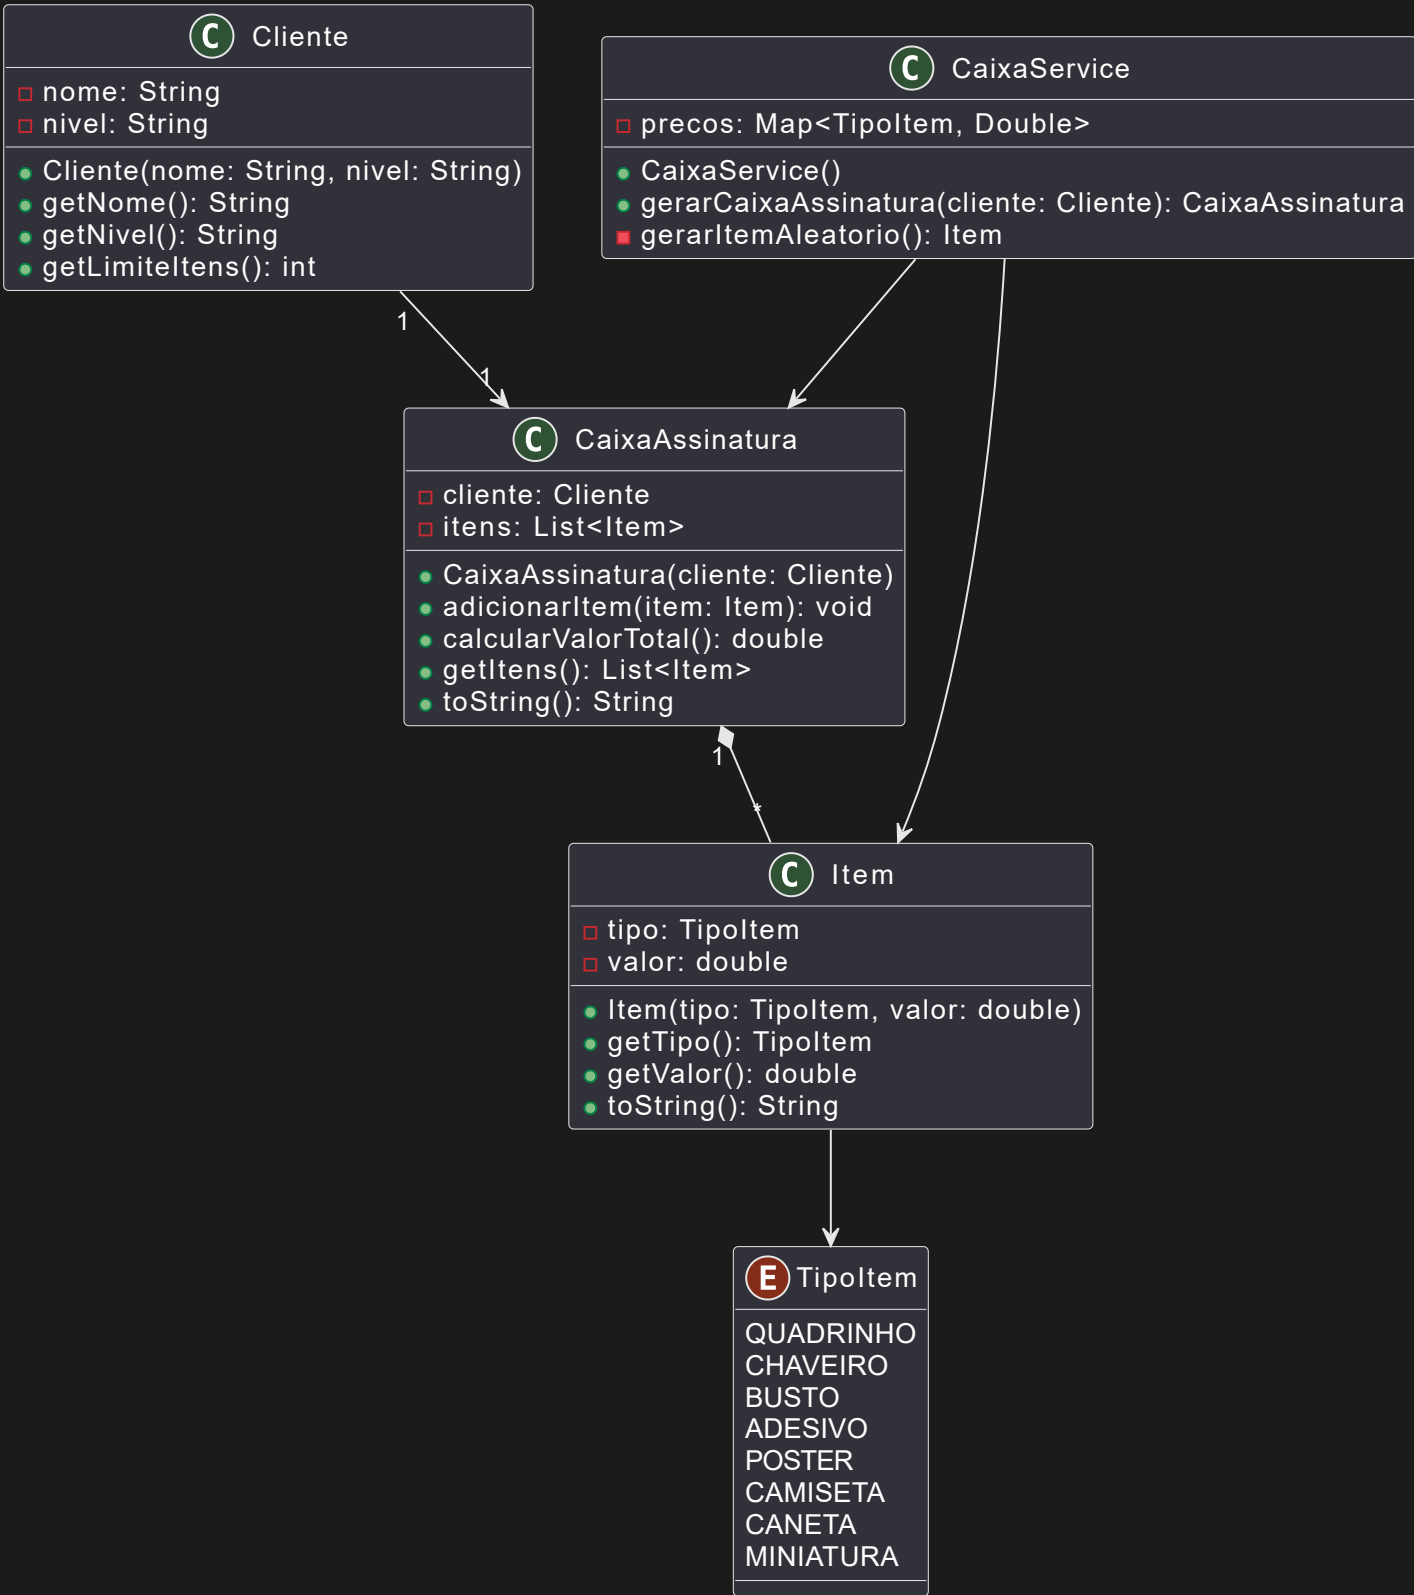 C Cliente
nome: String
nivel: String
Cliente(nome: String, nivel: String)
getNome(): String
getNivel(): String
getLimiteItens(): int
C CaixaService
precos: Map<TipoItem, Double>
CaixaService()
gerarCaixaAssinatura(cliente: Cliente): CaixaAssinatura
gerarItemAleatorio(): Item
1
1
C CaixaAssinatura
cliente: Cliente
itens: List<Item>
CaixaAssinatura(cliente: Cliente)
adicionarItem(item: Item): void
calcularValorTotal(): double
getItens(): List<Item>
toString(): String
1
*
C Item
tipo: TipoItem
valor: double
Item(tipo: TipoItem, valor: double)
getTipo(): TipoItem
getValor(): double
toString(): String
E TipoItem
QUADRINHO
CHAVEIRO
BUSTO
ADESIVO
POSTER
CAMISETA
CANETA
MINIATURA